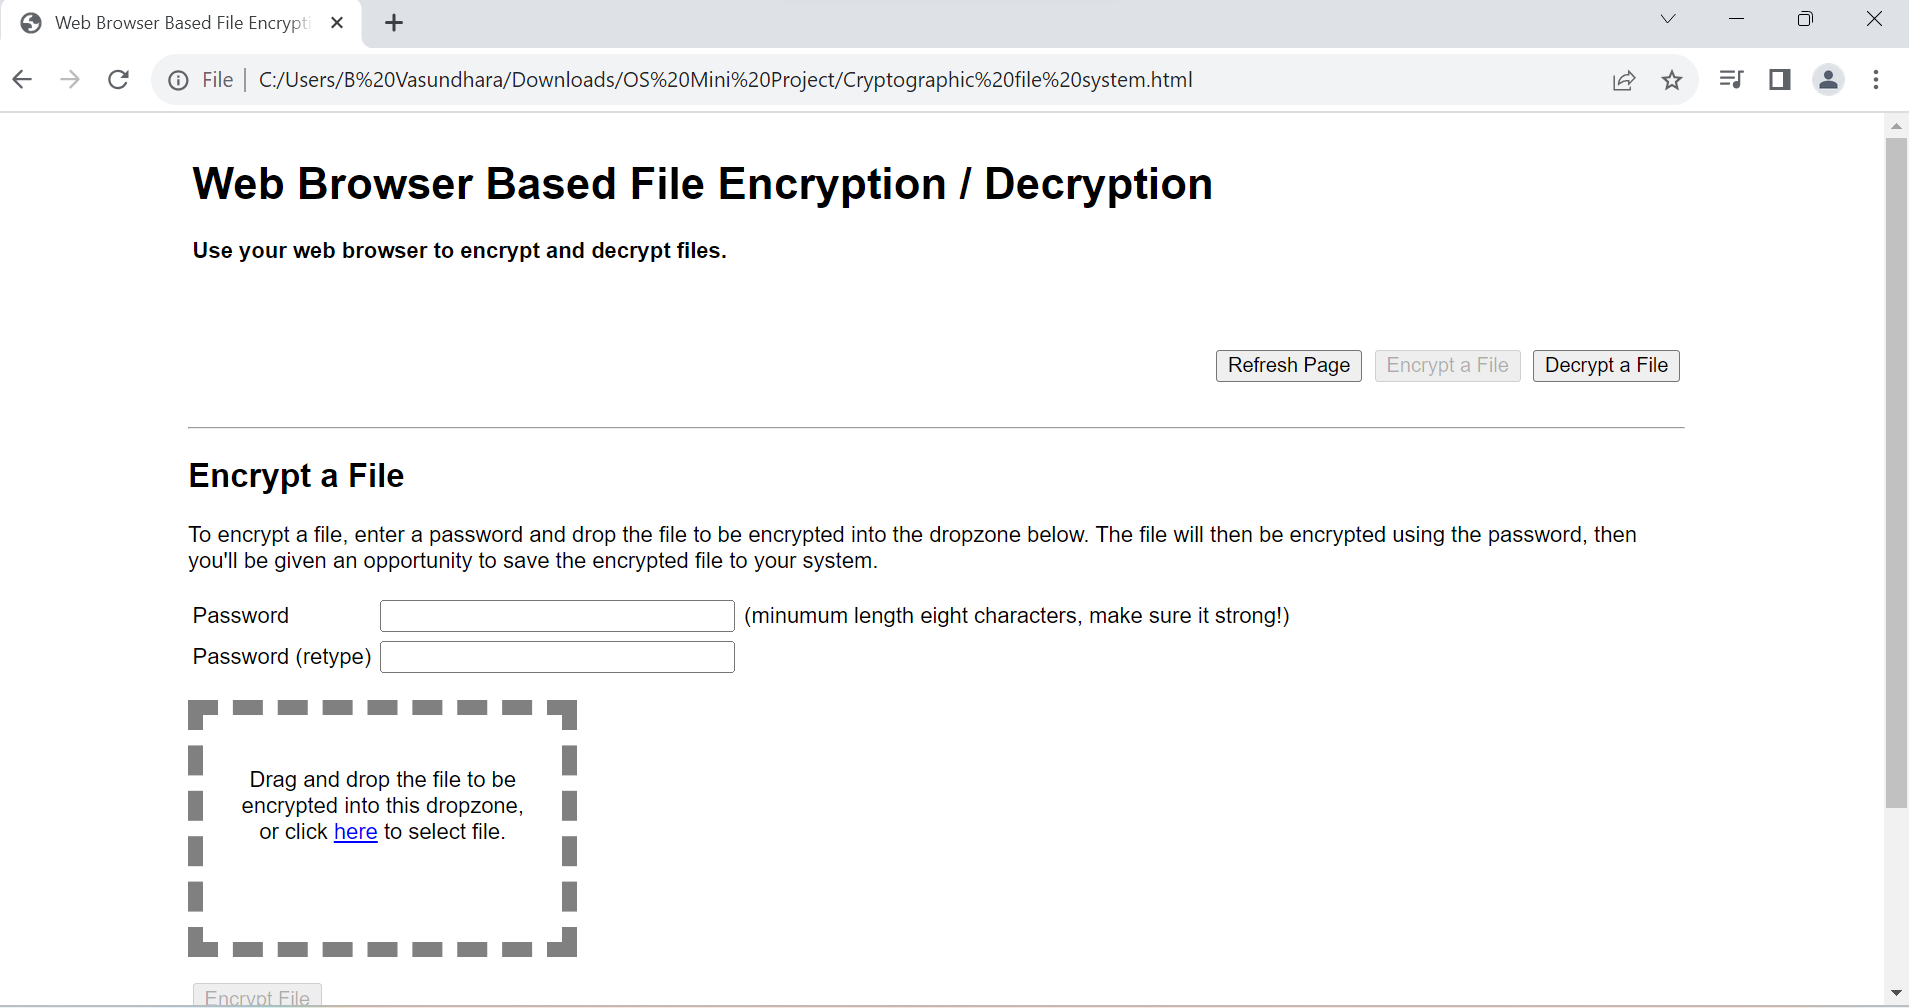 Web Browser Based File Encrypti
File
C:/Users/B%20Vasundhara/Downloads/OS%20Mini%20Project/Cryptographic%20file%20system.html
Web Browser Based File Encryption / Decryption
Use your web browser to encrypt and decrypt files.
Refresh Page
Encrypt a File
Decrypt a File
Encrypt a File
To encrypt a file, enter a password and drop the file to be encrypted into the dropzone below. The file will then be encrypted using the password, then
you'll be given an opportunity to save the encrypted file to your system.
Password
(minumum length eight characters, make sure it strong!)
Password (retype)
Drag and drop the file to be
encrypted into this dropzone,
or click here to select file.
Encrypt File